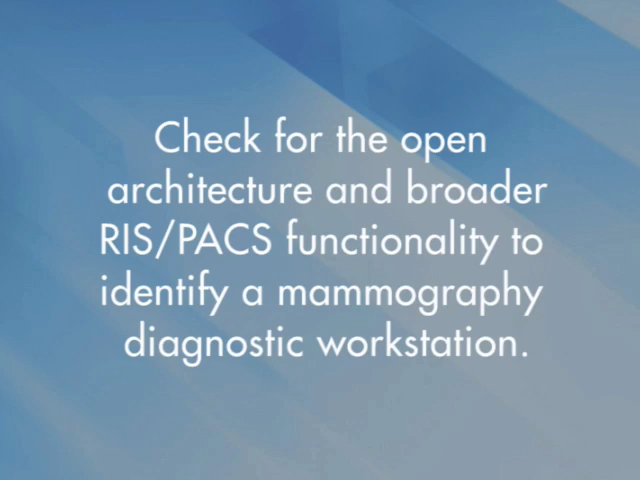 Check for the open
architecture and broader
RIS/PACS functionality to
identify a mammography
diagnostic workstation.